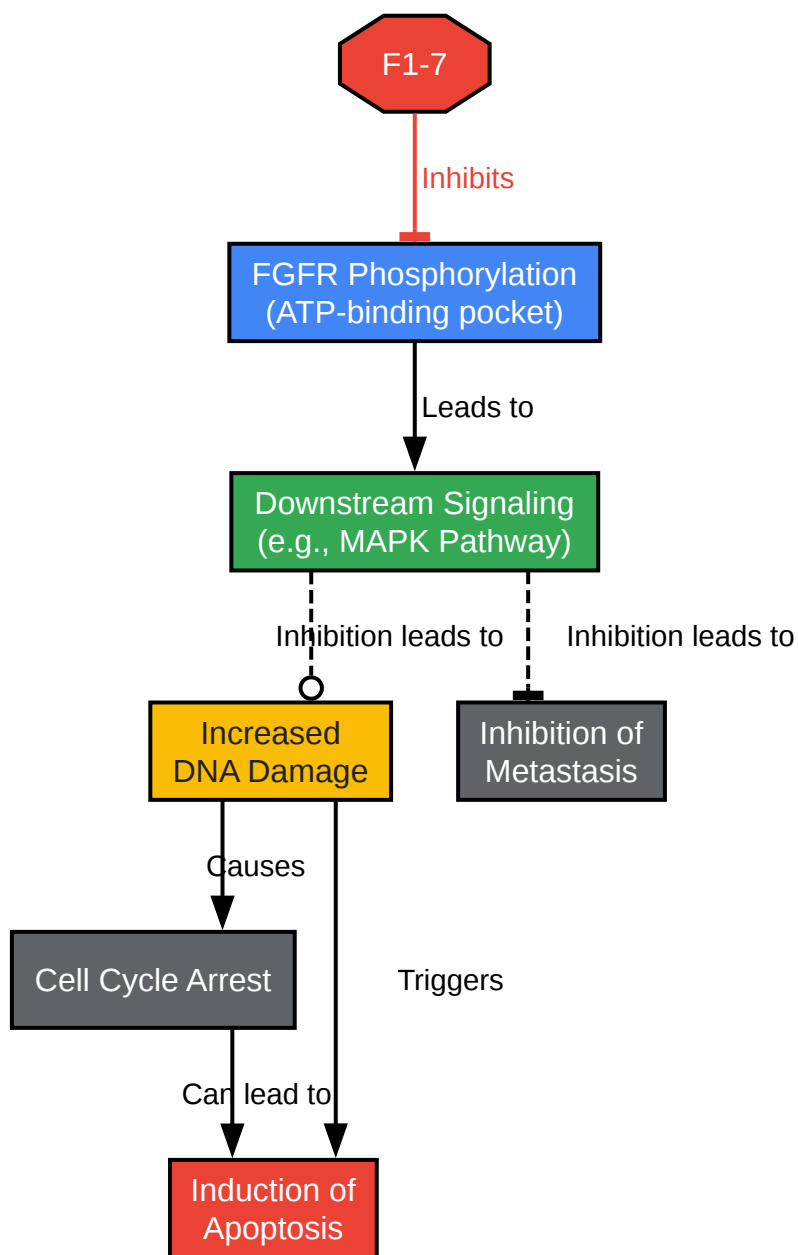 F1-7
Inhibits
FGFR Phosphorylation
(ATP-binding pocket)
Leads to
Downstream Signaling
(e.g., MAPK Pathway)
Inhibition leads to
Inhibition leads to
Increased
DNA Damage
Inhibition of
Metastasis
Causes
Cell Cycle Arrest
Triggers
Can lead to
Induction of
Apoptosis